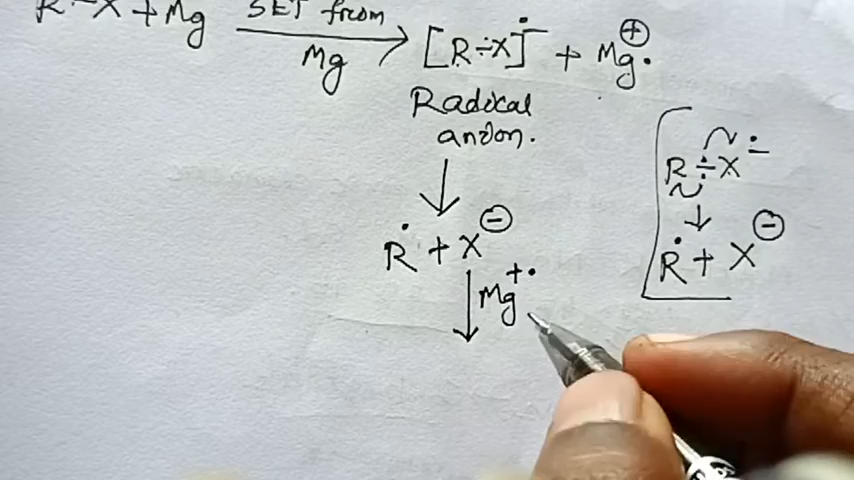 R–X + Mg SET from Mg → [R∸X]•− + Mg⊕•
Radical
anion.
↓
R• + X⊖
↓ Mg+•
R∸X•−
↓
R• + X⊖